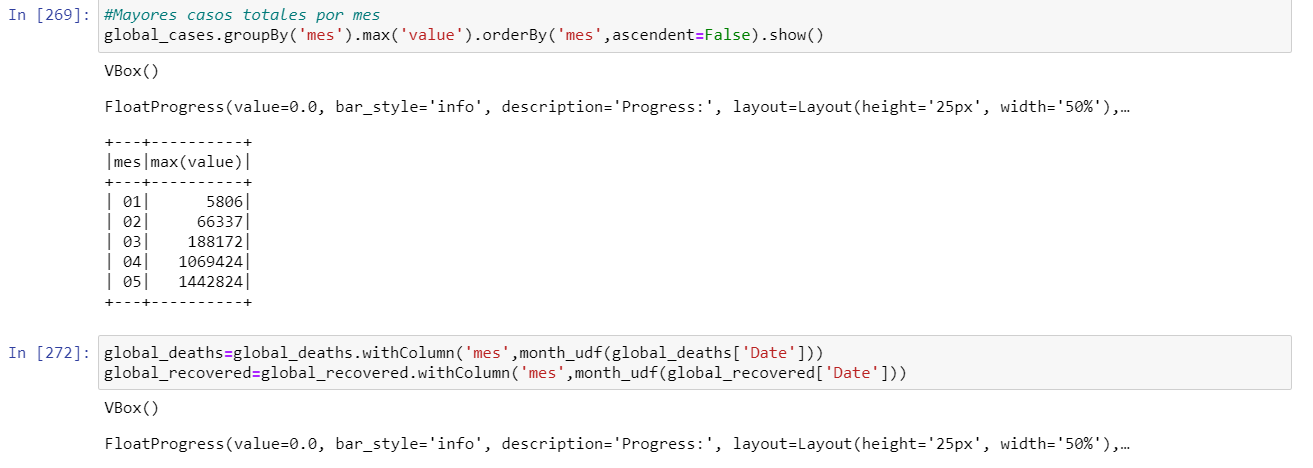 In [269]: #Mayores casos totales por mes
global_cases.groupBy('mes').max('value').orderBy('mes',ascendent=False).show()
VBox()
FloatProgress(value=0.0, bar_style='info', description='Progress:', layout=Layout(height='25px', width='50%'),…
+---+----------+
|mes|max(value)|
+---+----------+
| 01|      5806|
| 02|     66337|
| 03|    188172|
| 04|   1069424|
| 05|   1442824|
+---+----------+
In [272]: global_deaths=global_deaths.withColumn('mes',month_udf(global_deaths['Date']))
global_recovered=global_recovered.withColumn('mes',month_udf(global_recovered['Date']))
VBox()
FloatProgress(value=0.0, bar_style='info', description='Progress:', layout=Layout(height='25px', width='50%'),…